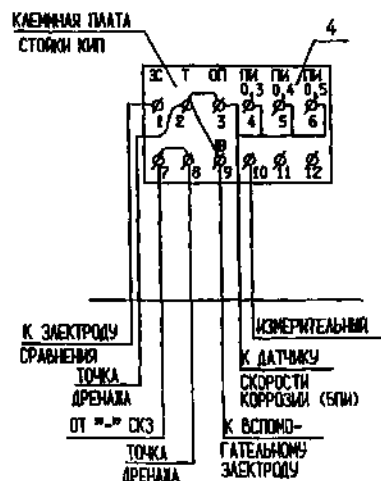 КЛЕММНАЯ ПЛАТА
СТОЙКИ КИП
4
ЭС Т ОП ПИ ПИ ПИ
0,3 0,4 0,5
1 2 3 4 5 6
ВЭ
7 8 9 10 11 12
К ЭЛЕКТРОДУ
СРАВНЕНИЯ
ИЗМЕРИТЕЛЬНЫЙ
ТОЧКА
ДРЕНАЖА
К ДАТЧИКУ
СКОРОСТИ
КОРРОЗИИ (БПИ)
ОТ "-" СКЗ
К ВСПОМО-
ГАТЕЛЬНОМУ
ЭЛЕКТРОДУ
ТОЧКА
ДРЕНАЖА